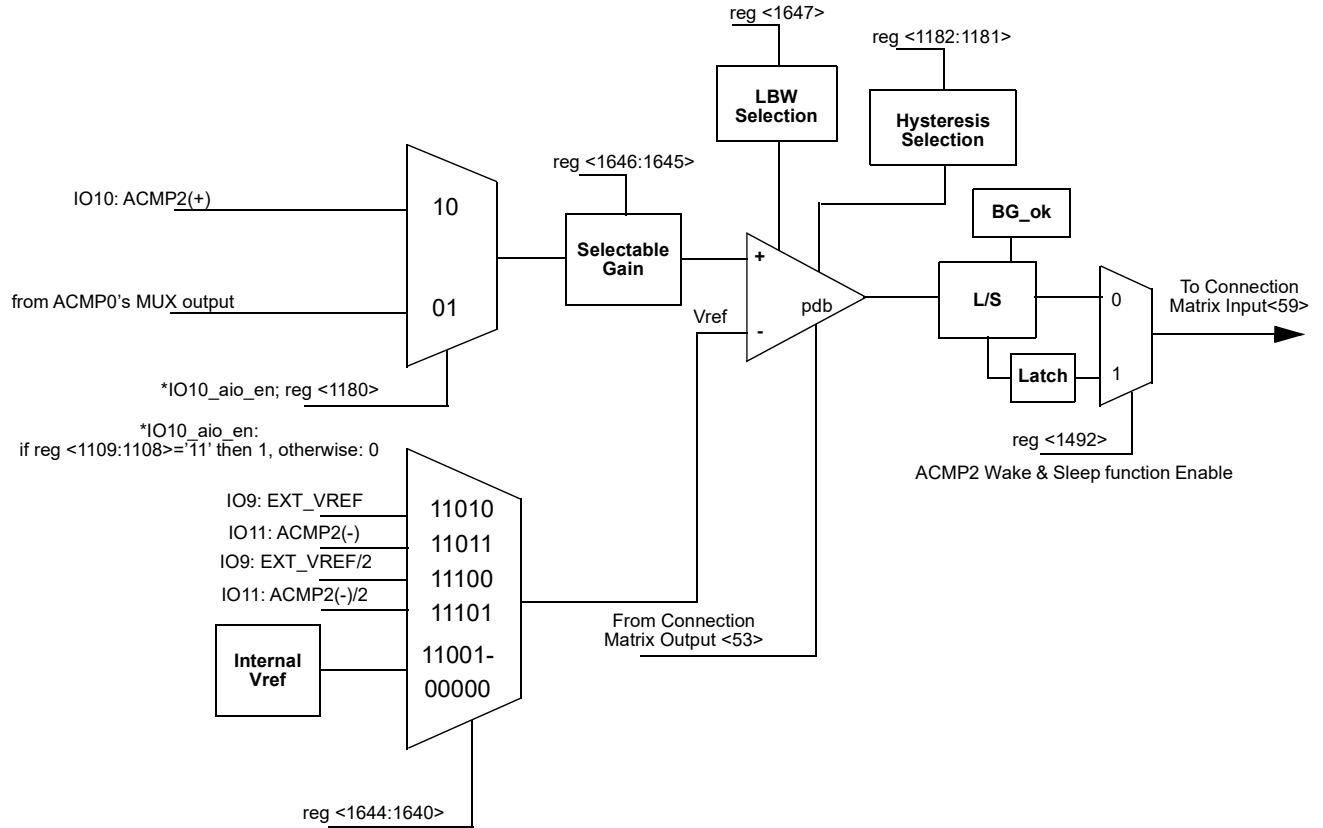 reg <1647>
reg <1182:1181>
LBW
Selection
Hysteresis
Selection
reg <1646:1645>
IO10: ACMP2(+)
10
BG_ok
Selectable
Gain
+
from ACMP0's MUX output
01
L/S
0
To Connection
Matrix Input<59>
Vref
pdb
-
Latch
1
*IO10_aio_en; reg <1180>
*IO10_aio_en:
if reg <1109:1108>='11' then 1, otherwise: 0
reg <1492>
ACMP2 Wake & Sleep function Enable
IO9: EXT_VREF
11010
IO11: ACMP2(-)
11011
IO9: EXT_VREF/2
11100
IO11: ACMP2(-)/2
11101
From Connection
Matrix Output <53>
Internal
Vref
11001-
00000
reg <1644:1640>